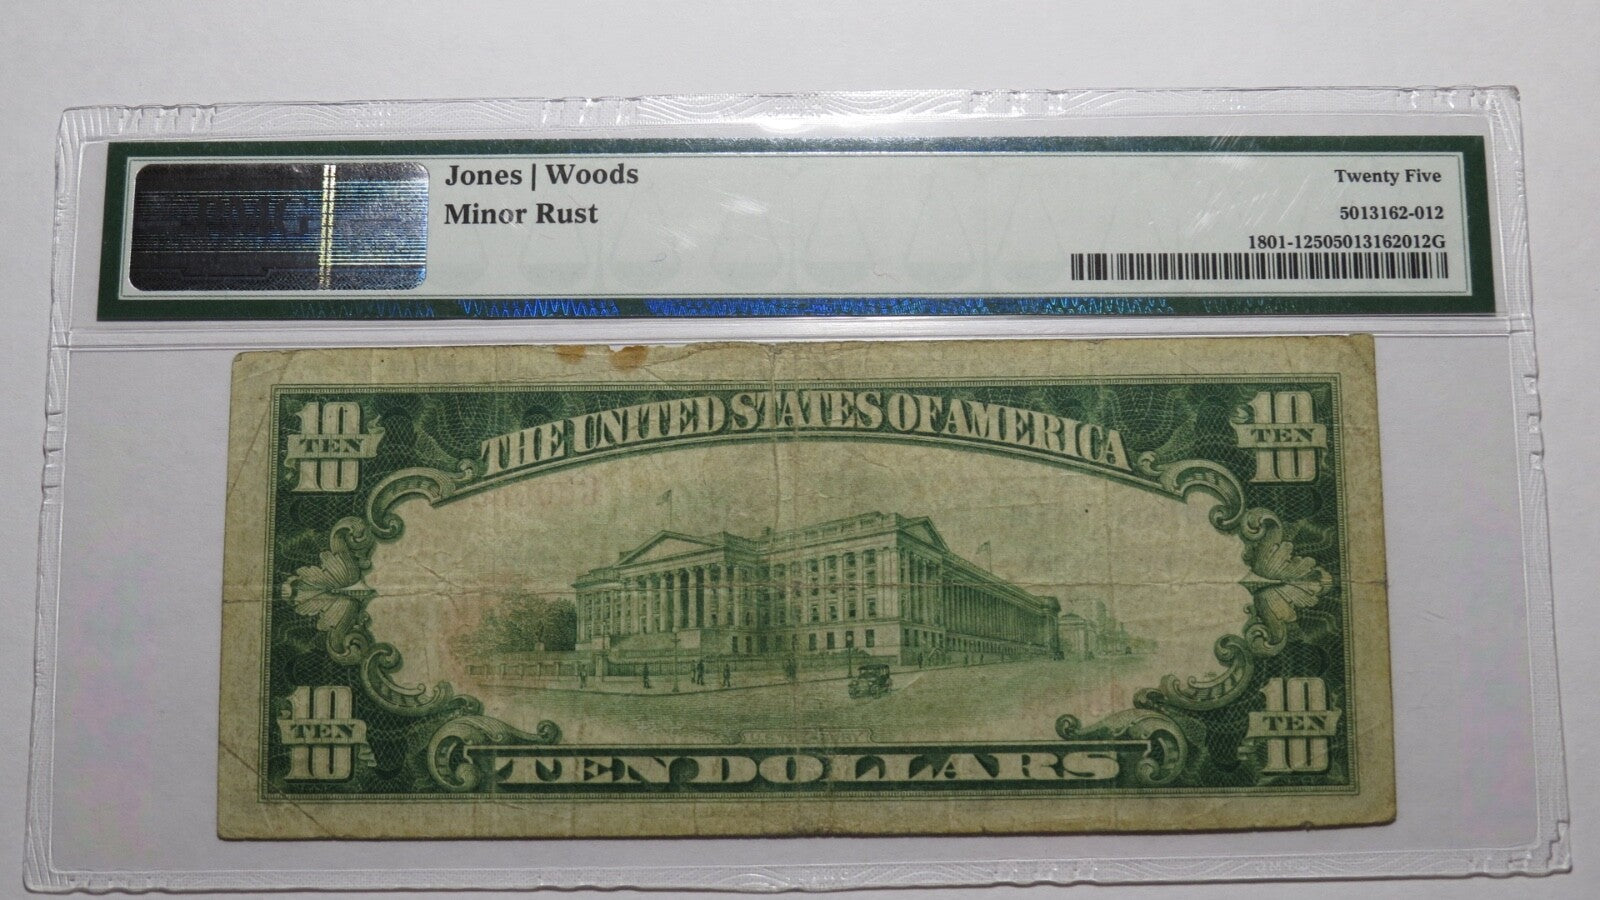 Jones | Woods
Minor Rust
Twenty Five
5013162-012
1801-12505013162012G
THE UNITED STATES OF AMERICA
10
TEN
10
10
TEN
10
10
TEN
10
10
TEN
10
TEN DOLLARS